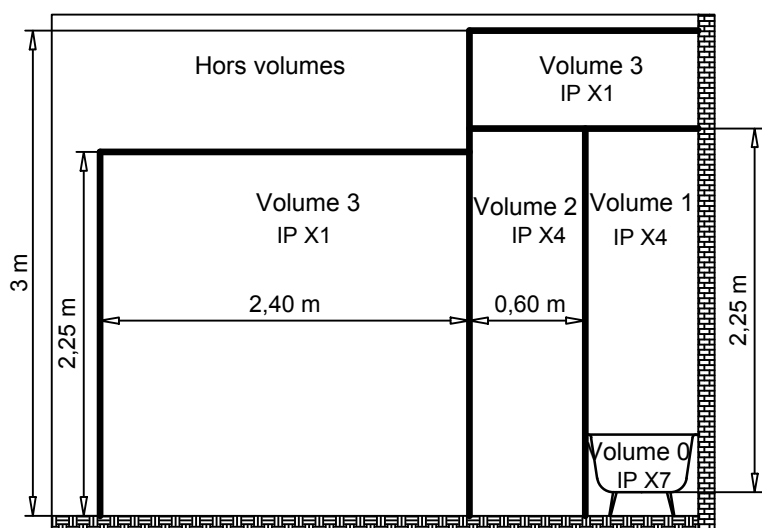 Hors volumes
Volume 3
IP X1
3 m
2,25 m
Volume 3
IP X1
Volume 2
IP X4
Volume 1
IP X4
2,40 m
0,60 m
2,25 m
Volume 0
IP X7